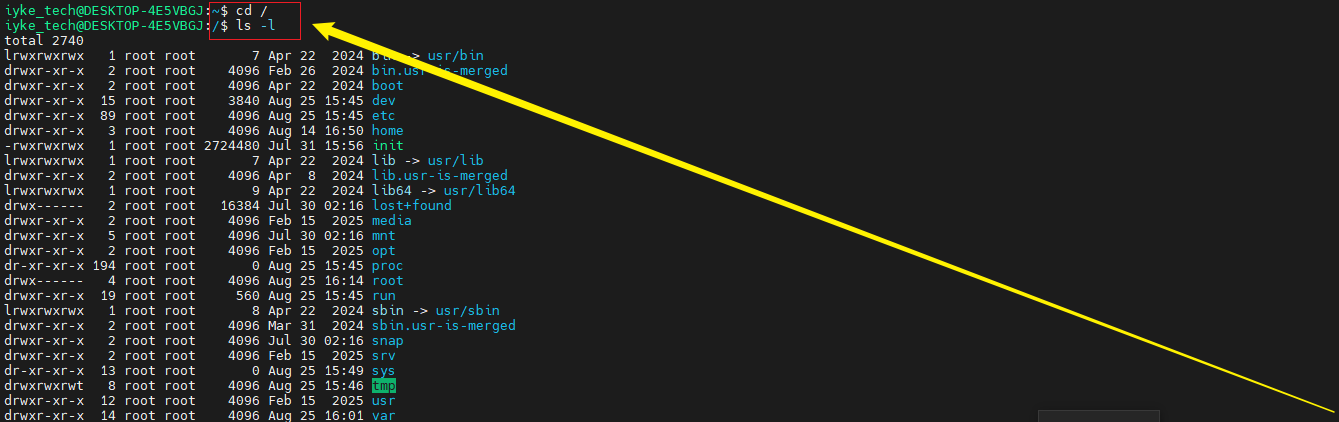 iyke_tech@DESKTOP-4E5VBGJ:~$ cd /
iyke_tech@DESKTOP-4E5VBGJ:/$ ls -l
total 2740
lrwxrwxrwx   1 root root       7 Apr 22  2024 bin -> usr/bin
drwxr-xr-x   2 root root    4096 Feb 26  2024 bin.usr-is-merged
drwxr-xr-x   2 root root    4096 Apr 22  2024 boot
drwxr-xr-x  15 root root    3840 Aug 25 15:45 dev
drwxr-xr-x  89 root root    4096 Aug 25 15:45 etc
drwxr-xr-x   3 root root    4096 Aug 14 16:50 home
-rwxrwxrwx   1 root root 2724480 Jul 31 15:56 init
lrwxrwxrwx   1 root root       7 Apr 22  2024 lib -> usr/lib
drwxr-xr-x   2 root root    4096 Apr  8  2024 lib.usr-is-merged
lrwxrwxrwx   1 root root       9 Apr 22  2024 lib64 -> usr/lib64
drwx------   2 root root   16384 Jul 30 02:16 lost+found
drwxr-xr-x   2 root root    4096 Feb 15  2025 media
drwxr-xr-x   5 root root    4096 Jul 30 02:16 mnt
drwxr-xr-x   2 root root    4096 Feb 15  2025 opt
dr-xr-xr-x 194 root root       0 Aug 25 15:45 proc
drwx------   4 root root    4096 Aug 25 16:14 root
drwxr-xr-x  19 root root     560 Aug 25 15:45 run
lrwxrwxrwx   1 root root       8 Apr 22  2024 sbin -> usr/sbin
drwxr-xr-x   2 root root    4096 Mar 31  2024 sbin.usr-is-merged
drwxr-xr-x   2 root root    4096 Jul 30 02:16 snap
drwxr-xr-x   2 root root    4096 Feb 15  2025 srv
dr-xr-xr-x  13 root root       0 Aug 25 15:49 sys
drwxrwxrwt   8 root root    4096 Aug 25 15:46 tmp
drwxr-xr-x  12 root root    4096 Feb 15  2025 usr
drwxr-xr-x  14 root root    4096 Aug 25 16:01 var